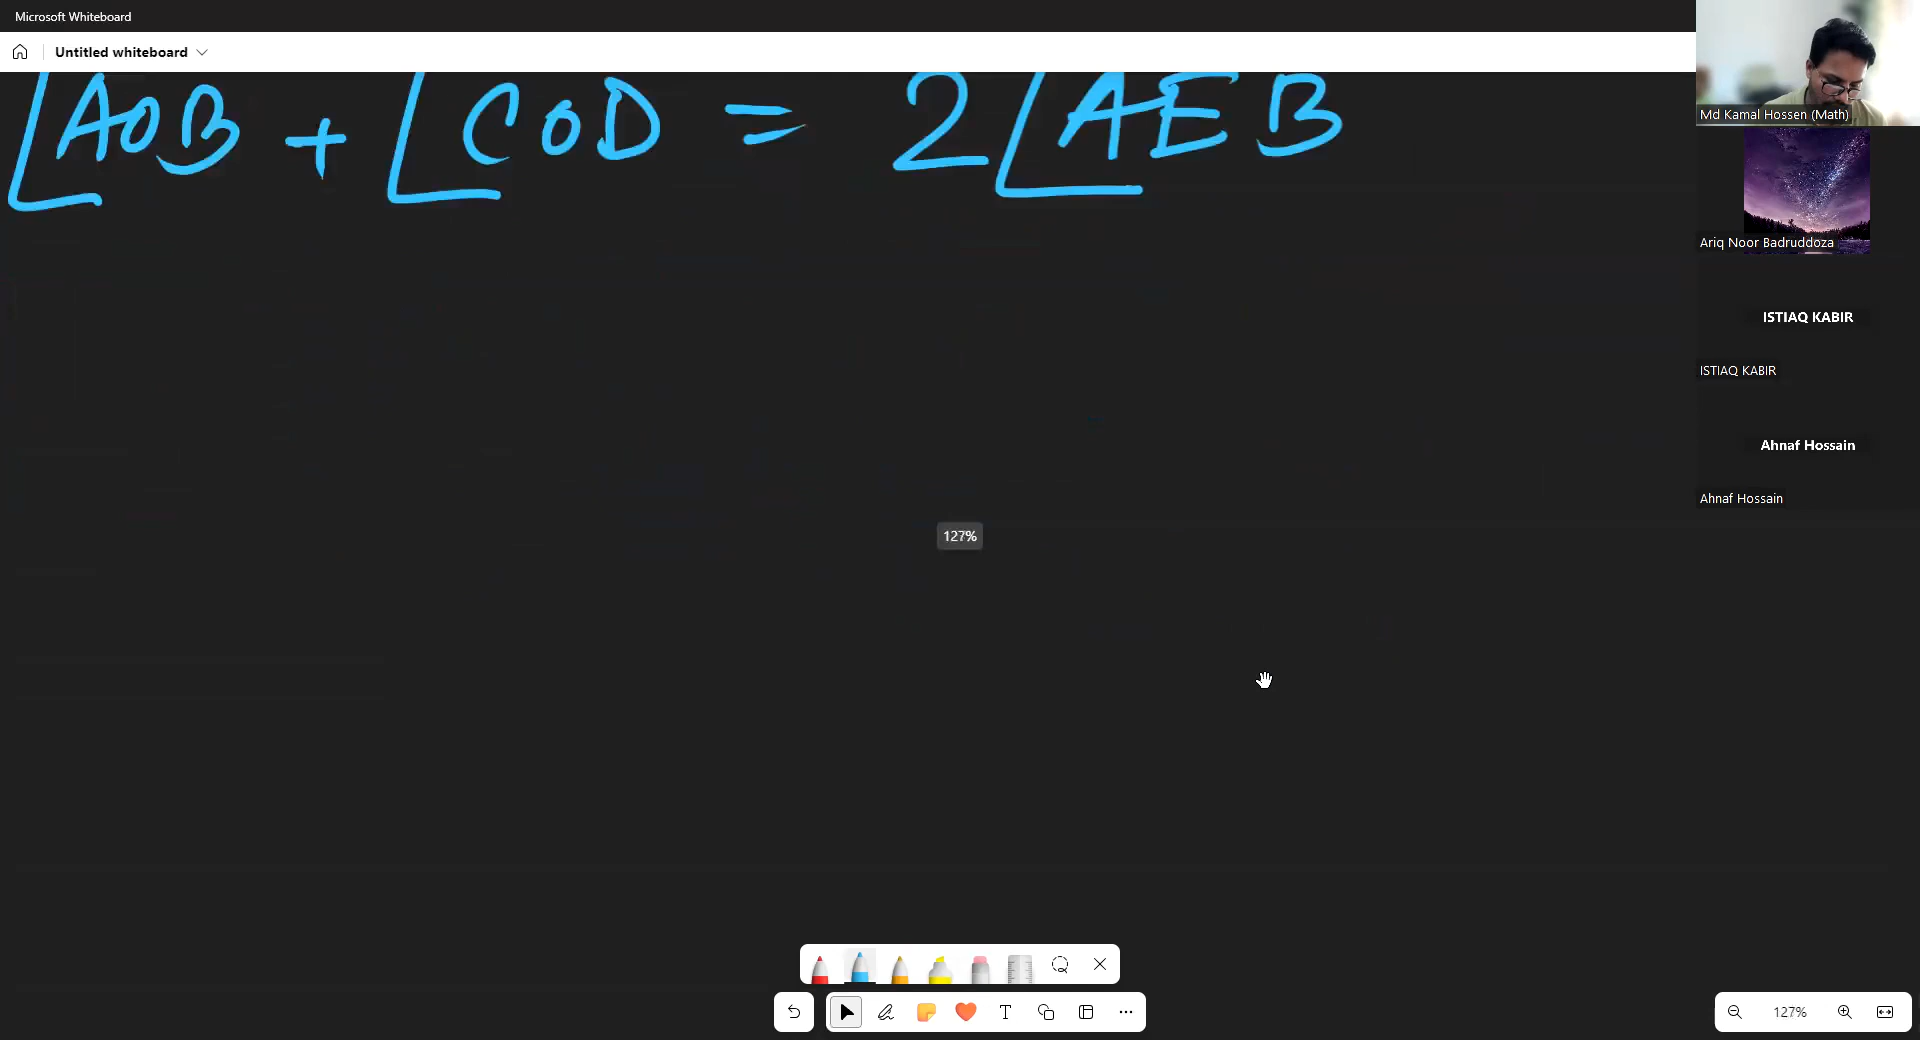 Microsoft Whiteboard
Untitled whiteboard
∠AOB + ∠COD = 2∠AEB
Md Kamal Hossen (Math)
Ariq Noor Badruddoza
ISTIAQ KABIR
ISTIAQ KABIR
Ahnaf Hossain
Ahnaf Hossain
127%
T
127%